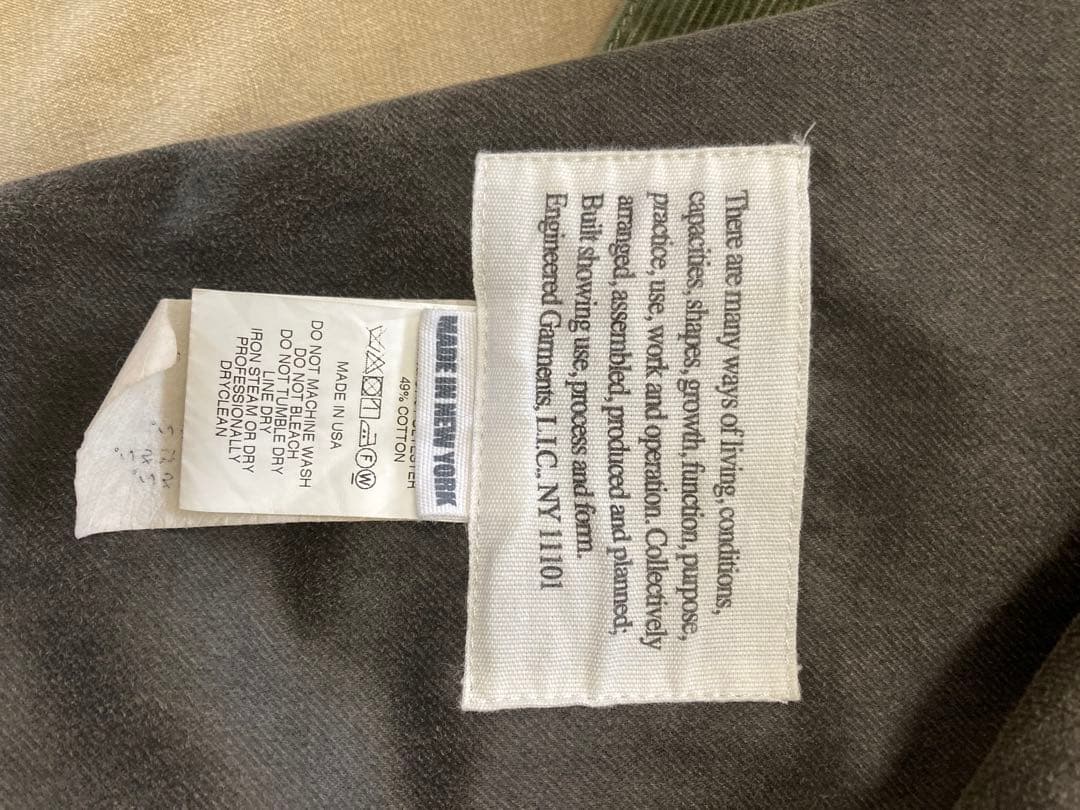 There are many ways of living, conditions,
capacities, shapes, growth, function, purpose,
practice, use, work and operation. Collectively
arranged, assembled, produced and planned;
Built showing use, process and form.
Engineered Garments, L.I.C., NY 11101
MADE IN NEW YORK
49% COTTON
F W
MADE IN USA
DO NOT MACHINE WASH
DO NOT BLEACH
DO NOT TUMBLE DRY
LINE DRY
IRON STEAM OR DRY
PROFESSIONALLY
DRYCLEAN